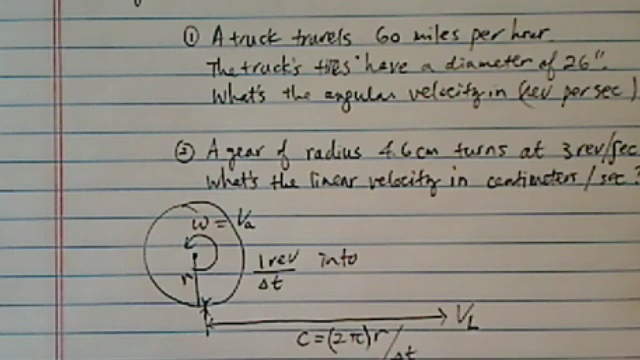 ① A truck travels 60 miles per hour.
The truck's tires have a diameter of 26".
What's the angular velocity in (rev per sec)
② A gear of radius 4.6cm turns at 3 rev/sec
What's the linear velocity in centimeters/sec?
ω = Va
r
1 rev into
Δt
VL
C = (2π)r/Δt